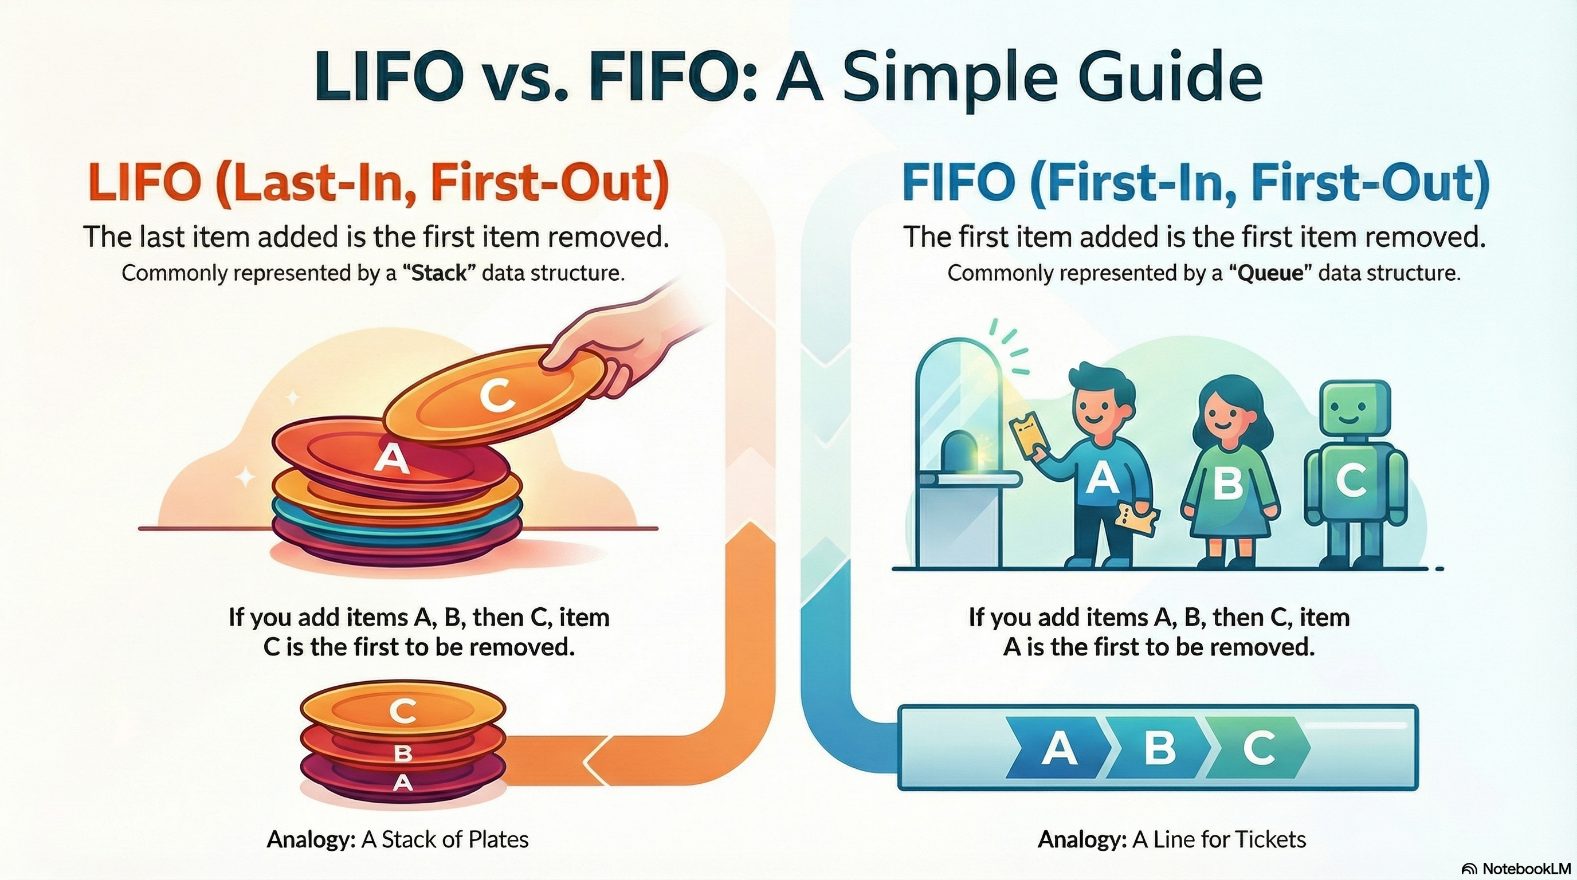 LIFO vs. FIFO: A Simple Guide
LIFO (Last-In, First-Out)
The last item added is the first item removed.
Commonly represented by a “Stack” data structure.
C
A
If you add items A, B, then C, item
C is the first to be removed.
C
B
A
Analogy: A Stack of Plates
FIFO (First-In, First-Out)
The first item added is the first item removed.
Commonly represented by a “Queue” data structure.
A B C
If you add items A, B, then C, item
A is the first to be removed.
A B C
Analogy: A Line for Tickets
NotebookLM